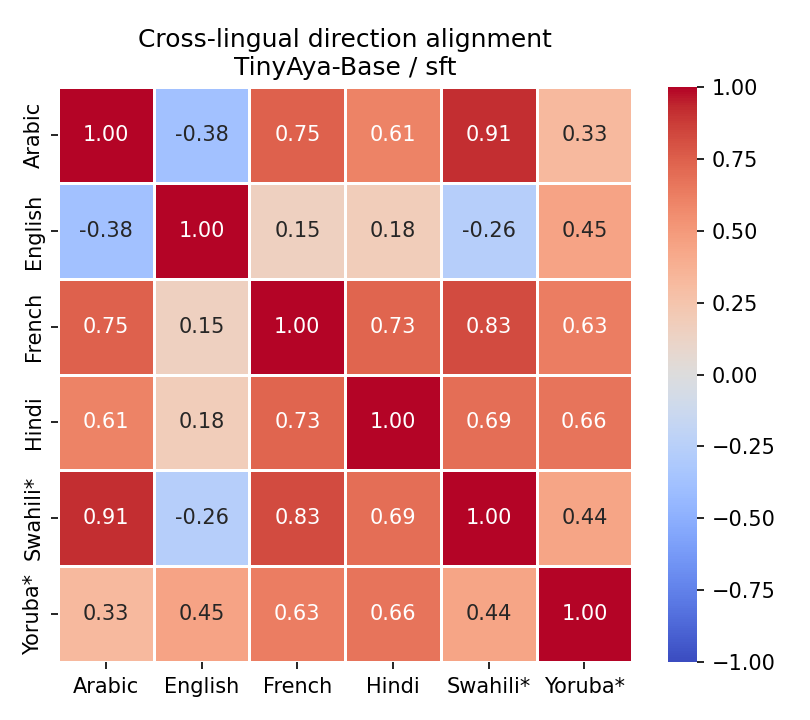 Cross-lingual direction alignment
TinyAya-Base / sft
Arabic 1.00 -0.38 0.75 0.61 0.91 0.33
English -0.38 1.00 0.15 0.18 -0.26 0.45
French 0.75 0.15 1.00 0.73 0.83 0.63
Hindi 0.61 0.18 0.73 1.00 0.69 0.66
Swahili* 0.91 -0.26 0.83 0.69 1.00 0.44
Yoruba* 0.33 0.45 0.63 0.66 0.44 1.00
Arabic English French Hindi Swahili* Yoruba*
1.00
0.75
0.50
0.25
0.00
−0.25
−0.50
−0.75
−1.00